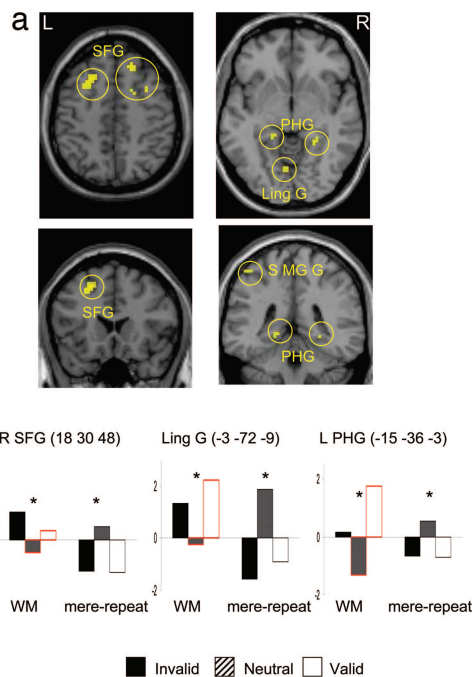 a
L
R
SFG
PHG
Ling G
SFG
S MG G
PHG
R SFG (18 30 48)
Ling G (-3 -72 -9)
L PHG (-15 -36 -3)
* *
2
0
-2
* *
2
0
-2
* *
WM mere-repeat
WM mere-repeat
WM mere-repeat
Invalid Neutral Valid